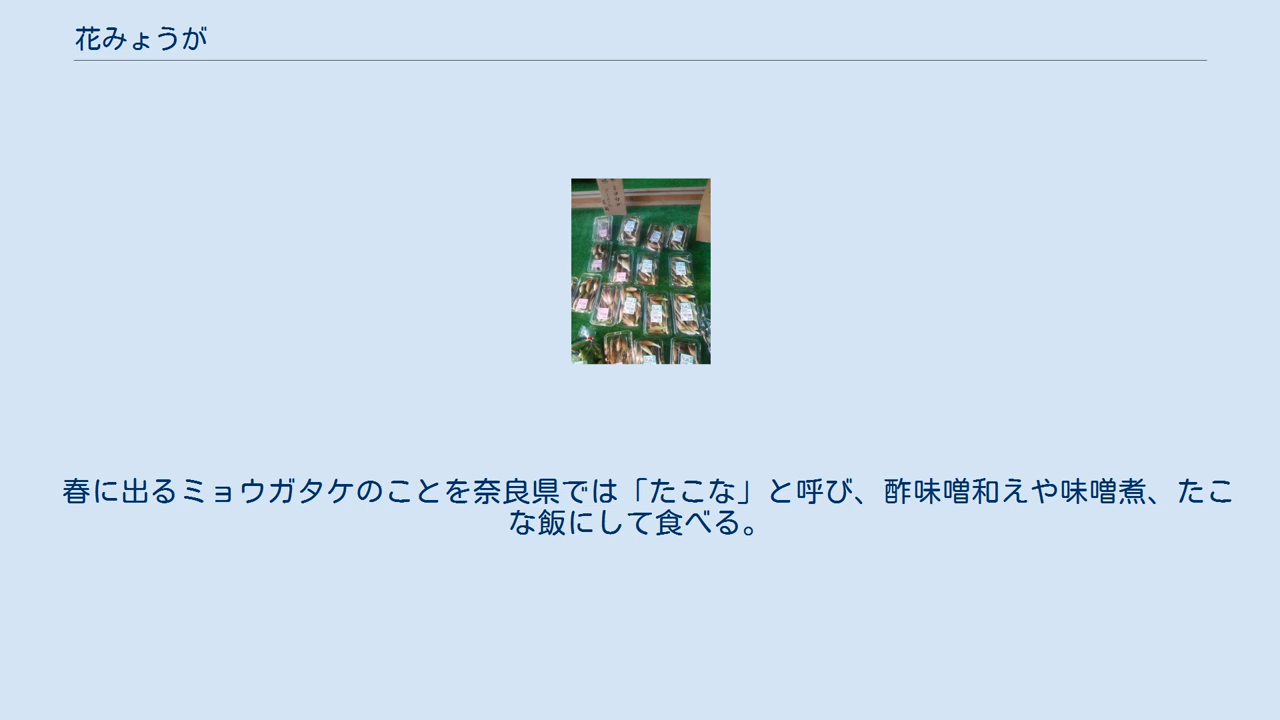 花みょうが
春に出るミョウガタケのことを奈良県では「たこな」と呼び、酢味噌和えや味噌煮、たこ
な飯にして食べる。